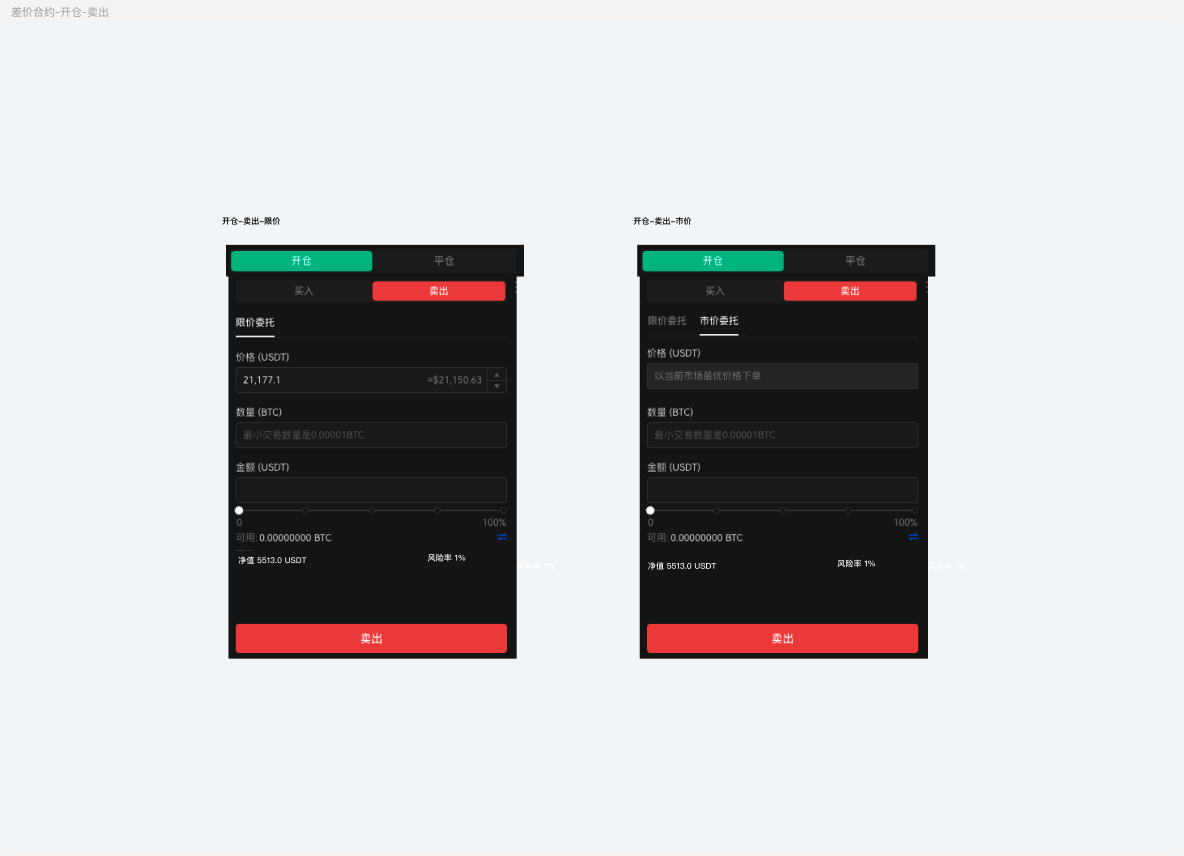 差价合约-开仓-卖出
开仓-卖出-限价
开仓 平仓
买入 卖出
限价委托
价格 (USDT)
21,177.1 ≈$21,150.63
数量 (BTC)
最小交易数量是0.00001BTC
金额 (USDT)
0 100%
可用: 0.00000000 BTC
净值 5513.0 USDT 风险率 1%
风险率 1%
卖出
开仓-卖出-市价
开仓 平仓
买入 卖出
限价委托 市价委托
价格 (USDT)
以当前市场最优价格下单
数量 (BTC)
最小交易数量是0.00001BTC
金额 (USDT)
0 100%
可用: 0.00000000 BTC
净值 5513.0 USDT 风险率 1%
风险率 1%
卖出